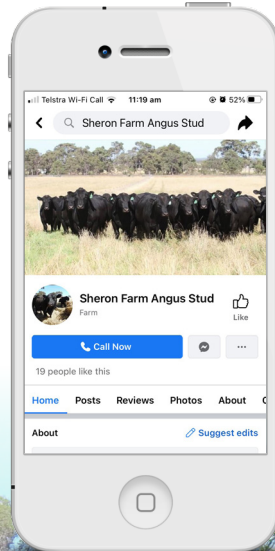 Telstra Wi-Fi Call 11:19 am 52%
Sheron Farm Angus Stud
Sheron Farm Angus Stud
Farm
Like
Call Now
...
19 people like this
Home Posts Reviews Photos About
About Suggest edits